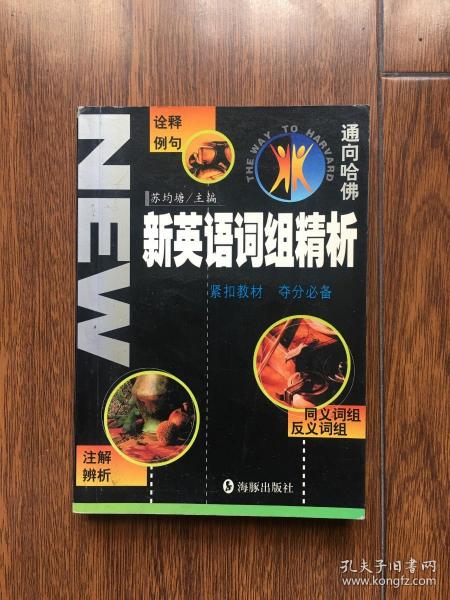 NEW
诠释
例句
THE WAY TO HARVARD
通向哈佛
苏均塘/主编
新英语词组精析
紧扣教材 夺分必备
同义词组
反义词组
注解
辨析
海豚出版社
孔夫子旧书网
www.kongfz.com